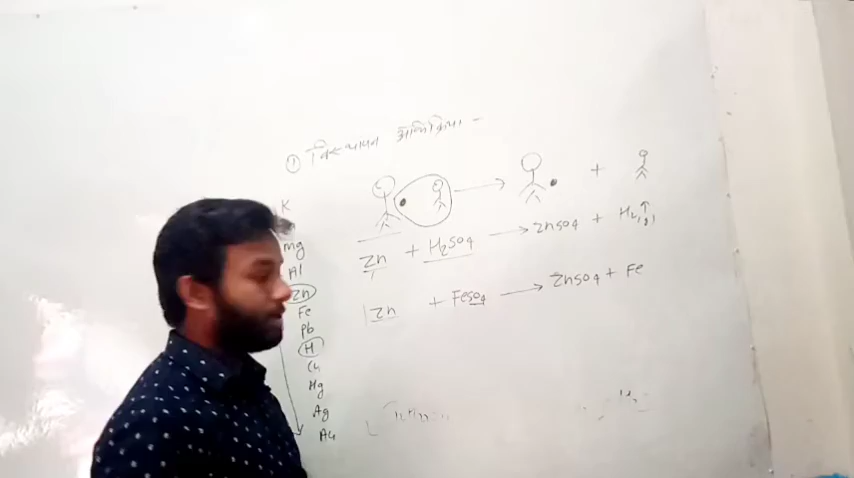 ① विस्थापन अभिक्रिया -
+
K
mg
Al
Zn
Fe
Pb
H
Cu
Hg
Ag
Au
Zn + H₂SO₄ → ZnSO₄ + H₂(g)↑
Zn + FeSO₄ → ZnSO₄ + Fe